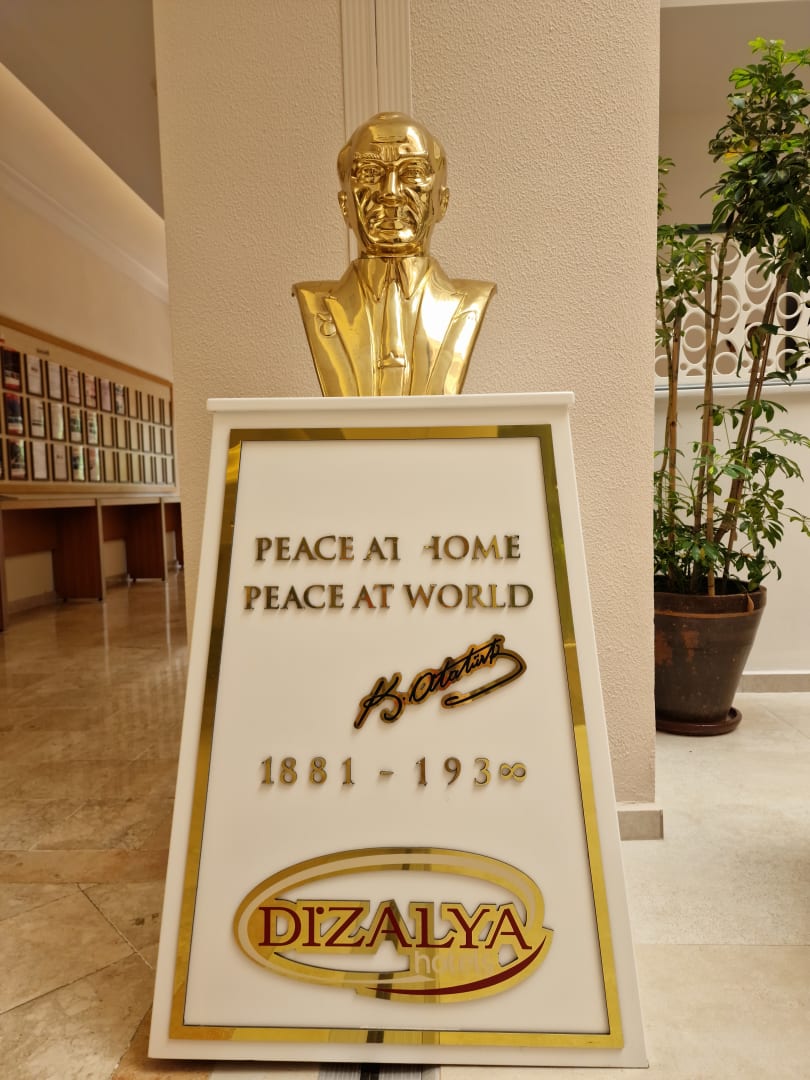 PEACE AT HOME
PEACE AT WORLD
K. Atatürk
1881 - 193∞
DİZALYA
hotels